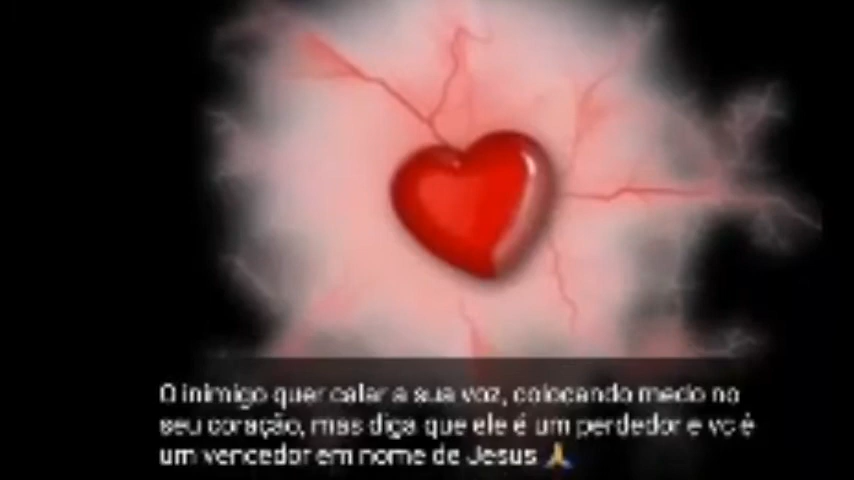 O inimigo quer calar a sua voz, colocando medo no
seu coração, mas diga que ele é um perdedor e vc é
um vencedor em nome de Jesus 🙏